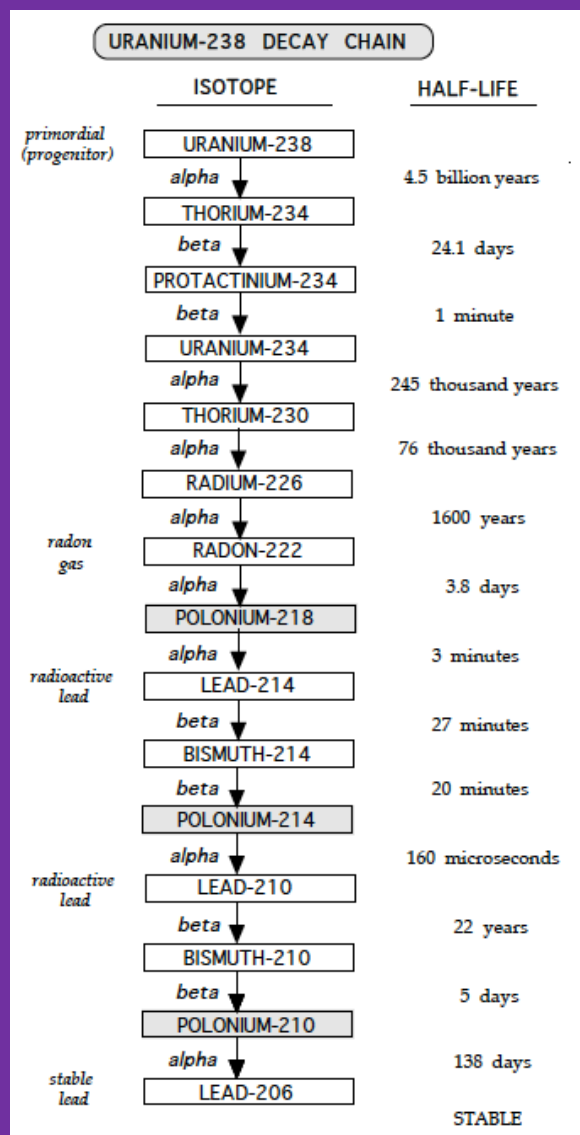 URANIUM-238 DECAY CHAIN
ISOTOPE
HALF-LIFE
primordial
(progenitor)
URANIUM-238
alpha
4.5 billion years
THORIUM-234
beta
24.1 days
PROTACTINIUM-234
beta
1 minute
URANIUM-234
alpha
245 thousand years
THORIUM-230
alpha
76 thousand years
RADIUM-226
alpha
1600 years
radon
gas
RADON-222
alpha
3.8 days
POLONIUM-218
alpha
3 minutes
radioactive
lead
LEAD-214
beta
27 minutes
BISMUTH-214
beta
20 minutes
POLONIUM-214
alpha
160 microseconds
radioactive
lead
LEAD-210
beta
22 years
BISMUTH-210
beta
5 days
POLONIUM-210
alpha
138 days
stable
lead
LEAD-206
STABLE